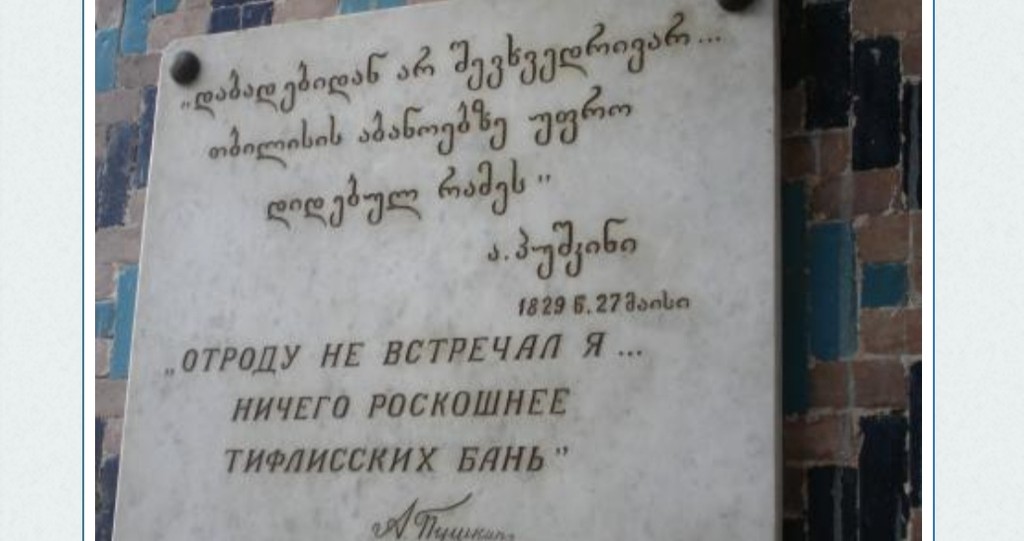 „დაბადებიდან არ შევხვედრივარ...
თბილისის აბანოებზე უფრო
დიდებულ რამეს"
ა. პუშკინი
1829 წ. 27 მაისი
„ОТРОДУ НЕ ВСТРЕЧАЛ Я...
НИЧЕГО РОСКОШНЕЕ
ТИФЛИССКИХ БАНЬ"
А. Пушкин